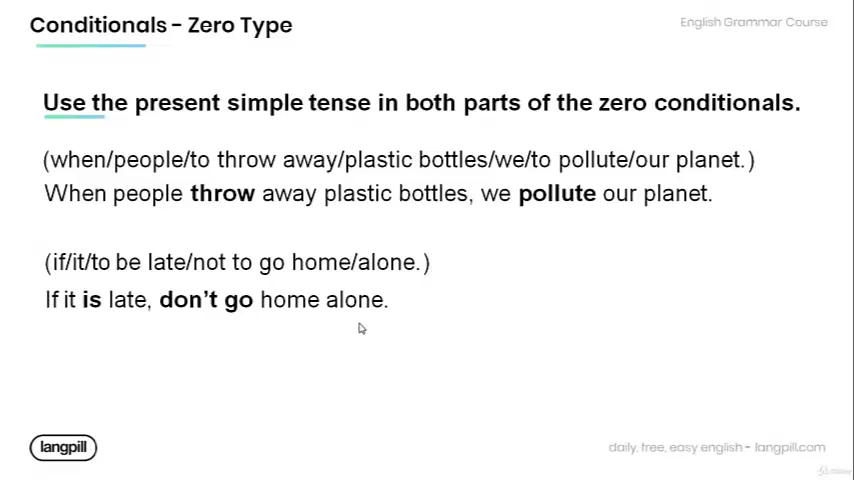 Conditionals - Zero Type
English Grammar Course
Use the present simple tense in both parts of the zero conditionals.
(when/people/to throw away/plastic bottles/we/to pollute/our planet.)
When people throw away plastic bottles, we pollute our planet.
(if/it/to be late/not to go home/alone.)
If it is late, don't go home alone.
langpill
daily, free, easy english - langpill.com